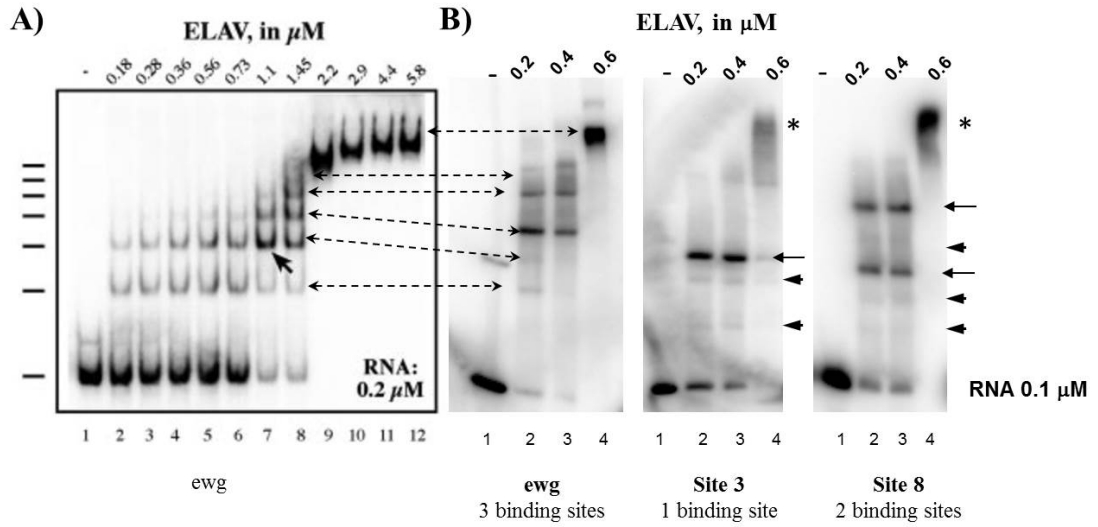 A)
ELAV, in μM
- 0.18 0.28 0.36 0.56 0.73 1.1 1.45 2.2 2.9 4.4 5.8
RNA:
0.2 μM
1 2 3 4 5 6 7 8 9 10 11 12
ewg
B)
ELAV, in μM
- 0.2 0.4 0.6
- 0.2 0.4 0.6
- 0.2 0.4 0.6
*
*
RNA 0.1 μM
1 2 3 4
1 2 3 4
1 2 3 4
ewg
3 binding sites
Site 3
1 binding site
Site 8
2 binding sites